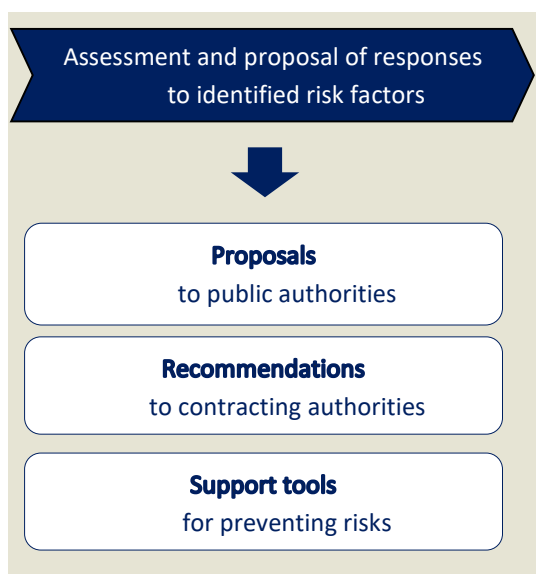 Assessment and proposal of responses
to identified risk factors
Proposals
to public authorities
Recommendations
to contracting authorities
Support tools
for preventing risks